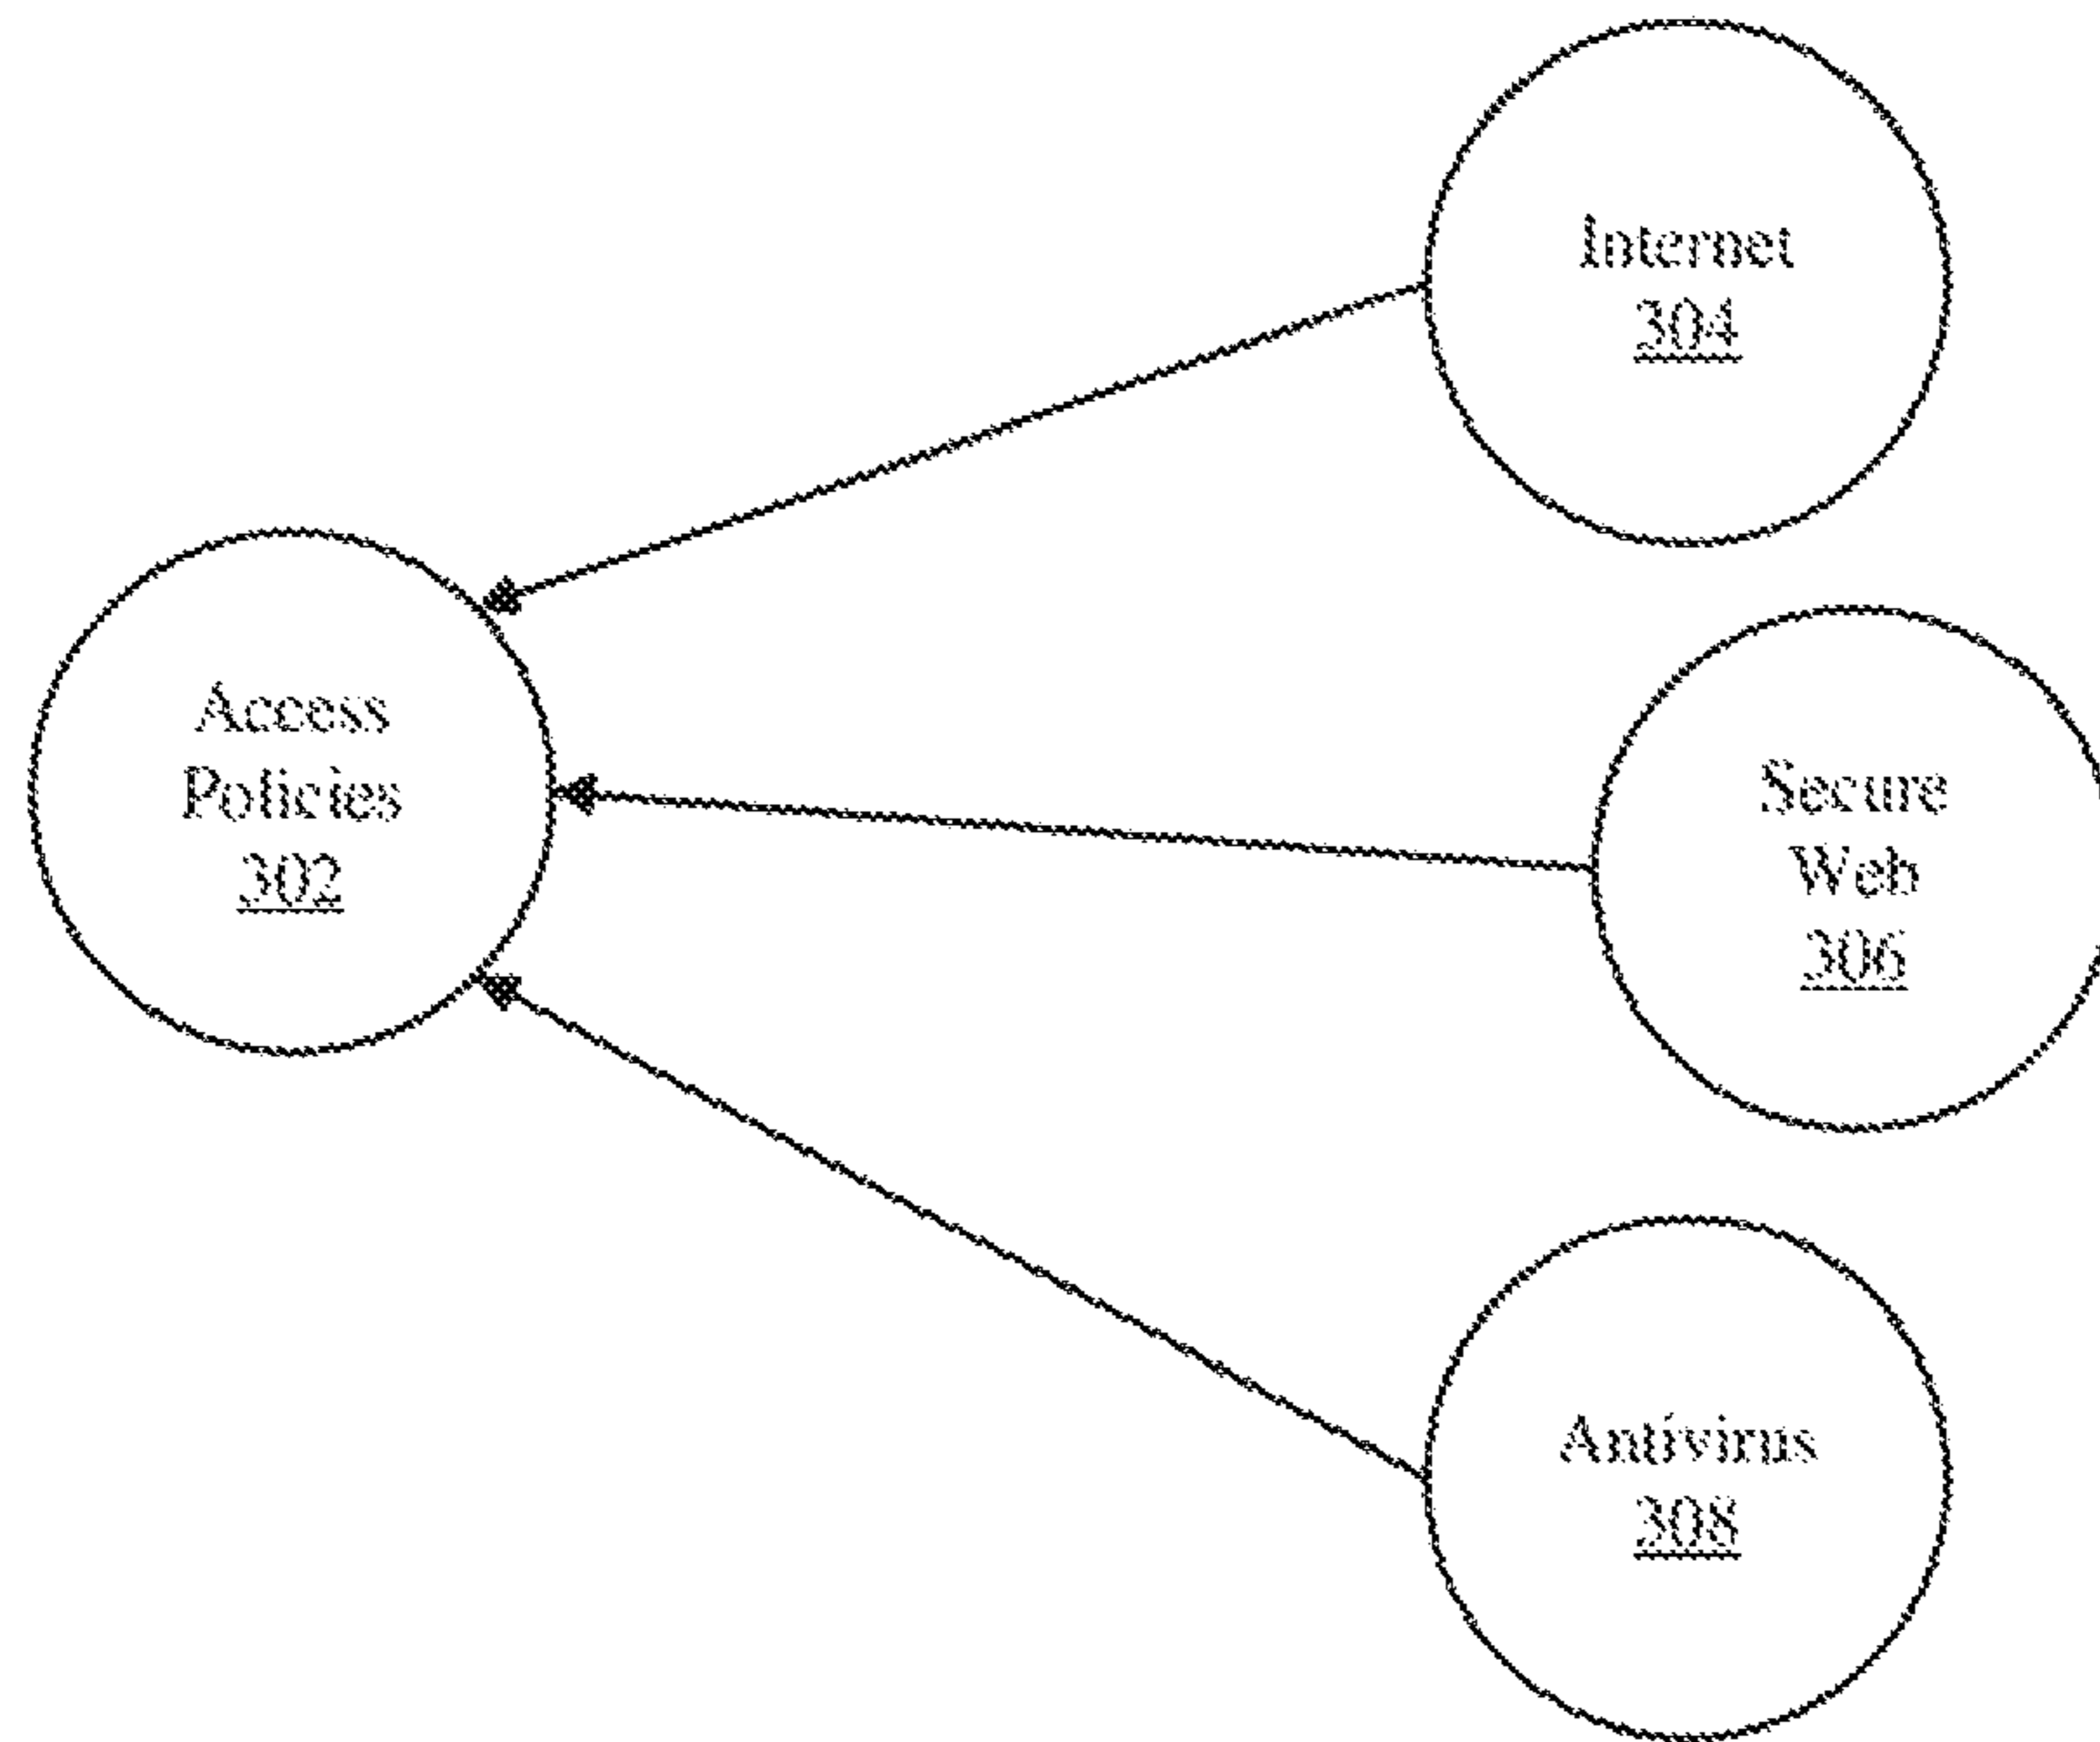 Internet
304
Access
Policies
302
Secure
Web
306
Antivirus
308